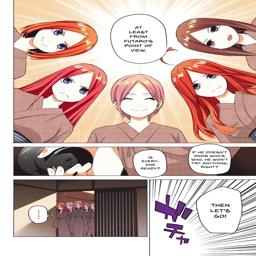 AT
LEAST
FROM
FUTARO'S
POINT OF
VIEW.
IS
EVERY-
ONE
READY?
IF HE DOESN'T
KNOW WHO'S
WHO, HE WON'T
TRY ANYTHING,
RIGHT?
......
THEN
LET'S
GO!